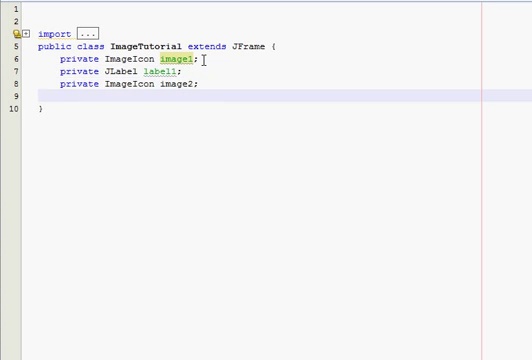 1
2
import ...
5 public class ImageTutorial extends JFrame {
6 private ImageIcon image1;
7 private JLabel label1;
8 private ImageIcon image2;
9
10 }